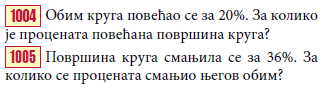 1004 Обим круга повећао се за 20%. За колико
је процената повећана површина круга?
1005 Површина круга смањила се за 36%. За
колико се процената смањио његов обим?